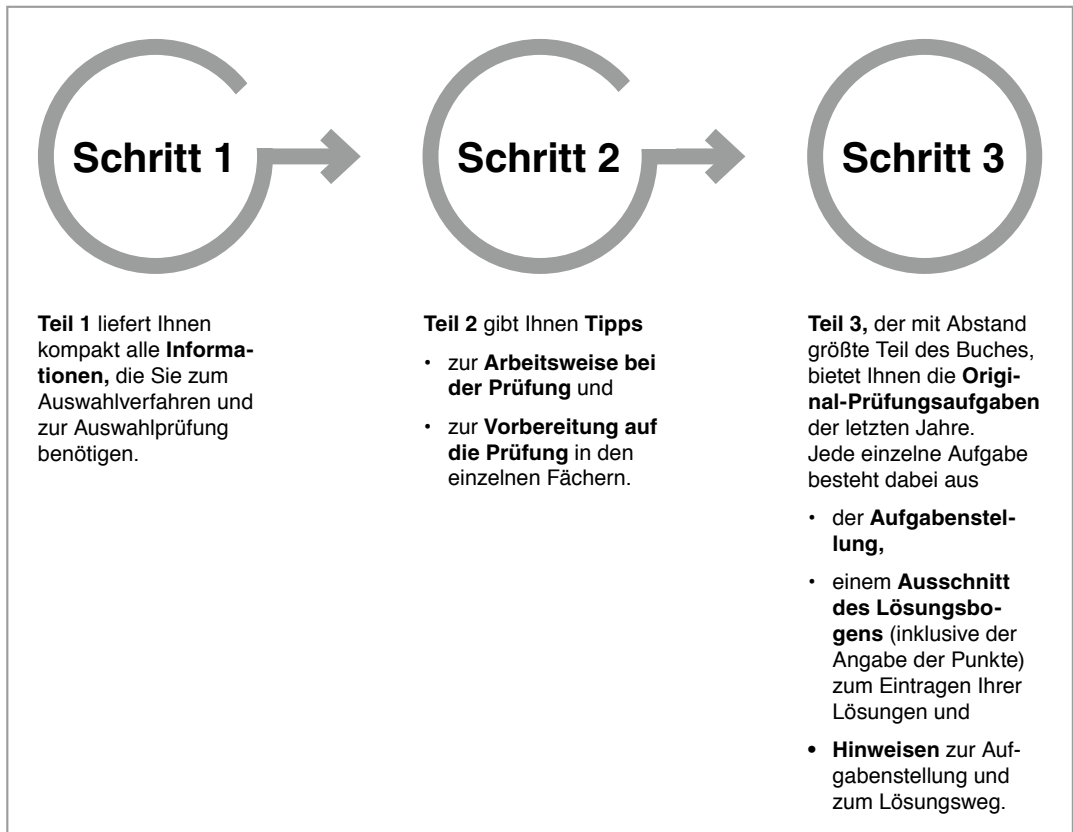 Schritt 1
Teil 1 liefert Ihnen
kompakt alle Informa-
tionen, die Sie zum
Auswahlverfahren und
zur Auswahlprüfung
benötigen.
Schritt 2
Teil 2 gibt Ihnen Tipps
• zur Arbeitsweise bei
der Prüfung und
• zur Vorbereitung auf
die Prüfung in den
einzelnen Fächern.
Schritt 3
Teil 3, der mit Abstand
größte Teil des Buches,
bietet Ihnen die Origi-
nal-Prüfungsaufgaben
der letzten Jahre.
Jede einzelne Aufgabe
besteht dabei aus
• der Aufgabenstel-
lung,
• einem Ausschnitt
des Lösungsbo-
gens (inklusive der
Angabe der Punkte)
zum Eintragen Ihrer
Lösungen und
• Hinweisen zur Auf-
gabenstellung und
zum Lösungsweg.